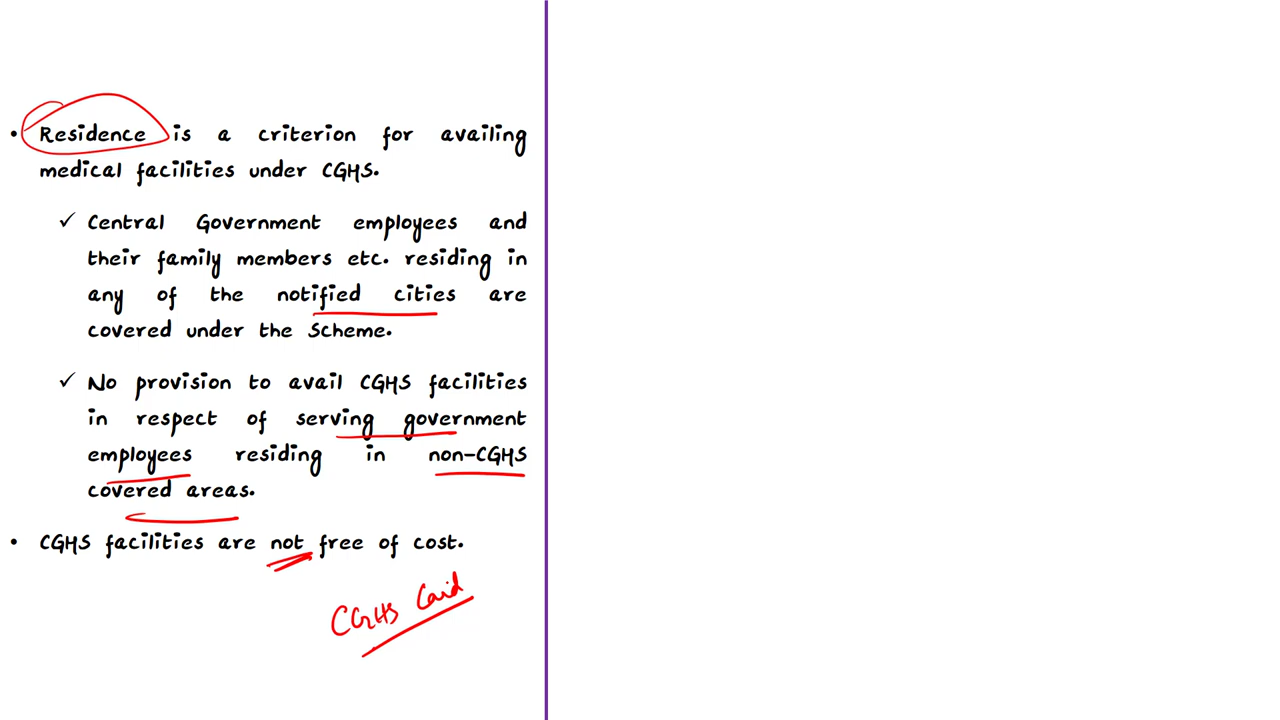 • Residence is a criterion for availing
medical facilities under CGHS.
✓ Central Government employees and
their family members etc. residing in
any of the notified cities are
covered under the Scheme.
✓ No provision to avail CGHS facilities
in respect of serving government
employees residing in non-CGHS
covered areas.
• CGHS facilities are not free of cost.
CGHS Card